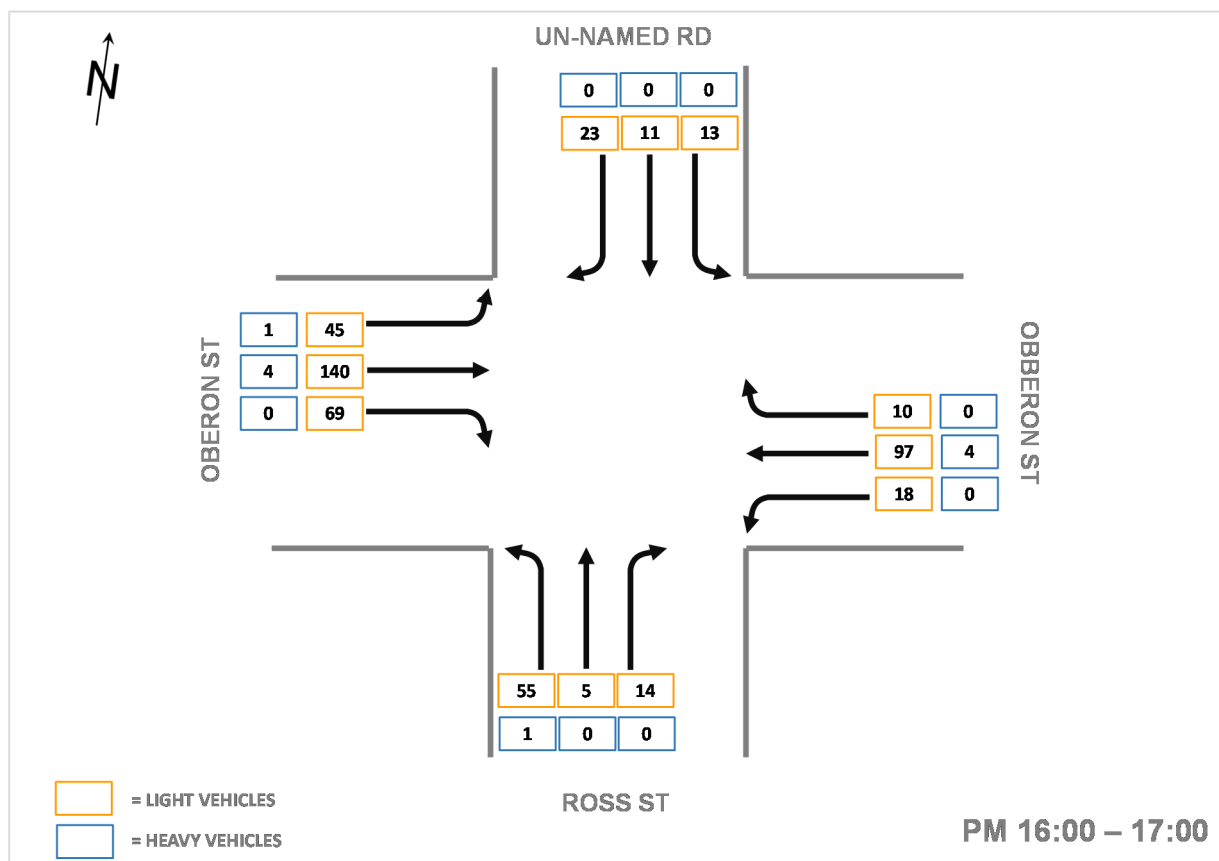 UN-NAMED RD
N
0 0 0
23 11 13
OBERON ST
1 45
4 140
0 69
OBBERON ST
10 0
97 4
18 0
55 5 14
1 0 0
ROSS ST
= LIGHT VEHICLES
= HEAVY VEHICLES
PM 16:00 – 17:00